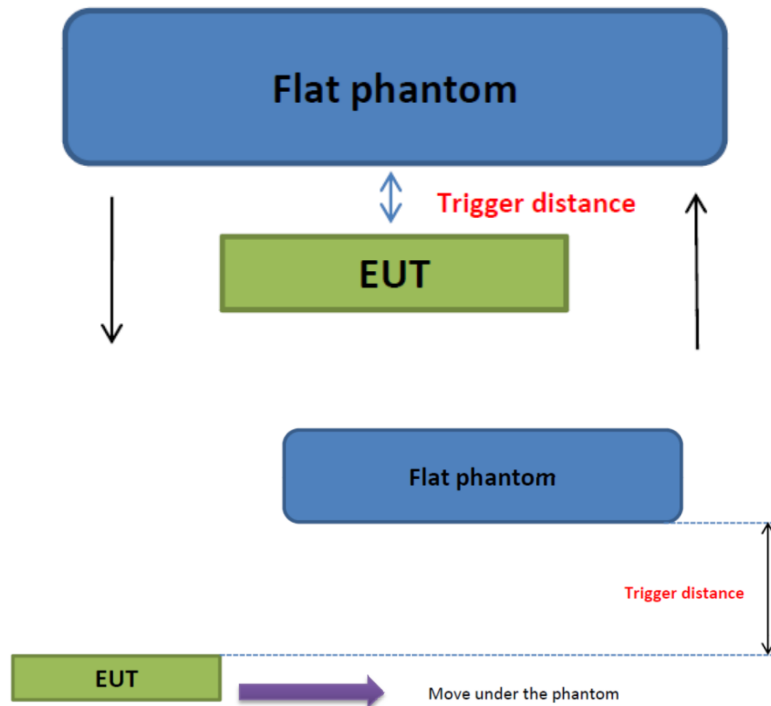 Flat phantom
Trigger distance
EUT
Flat phantom
Trigger distance
EUT
Move under the phantom